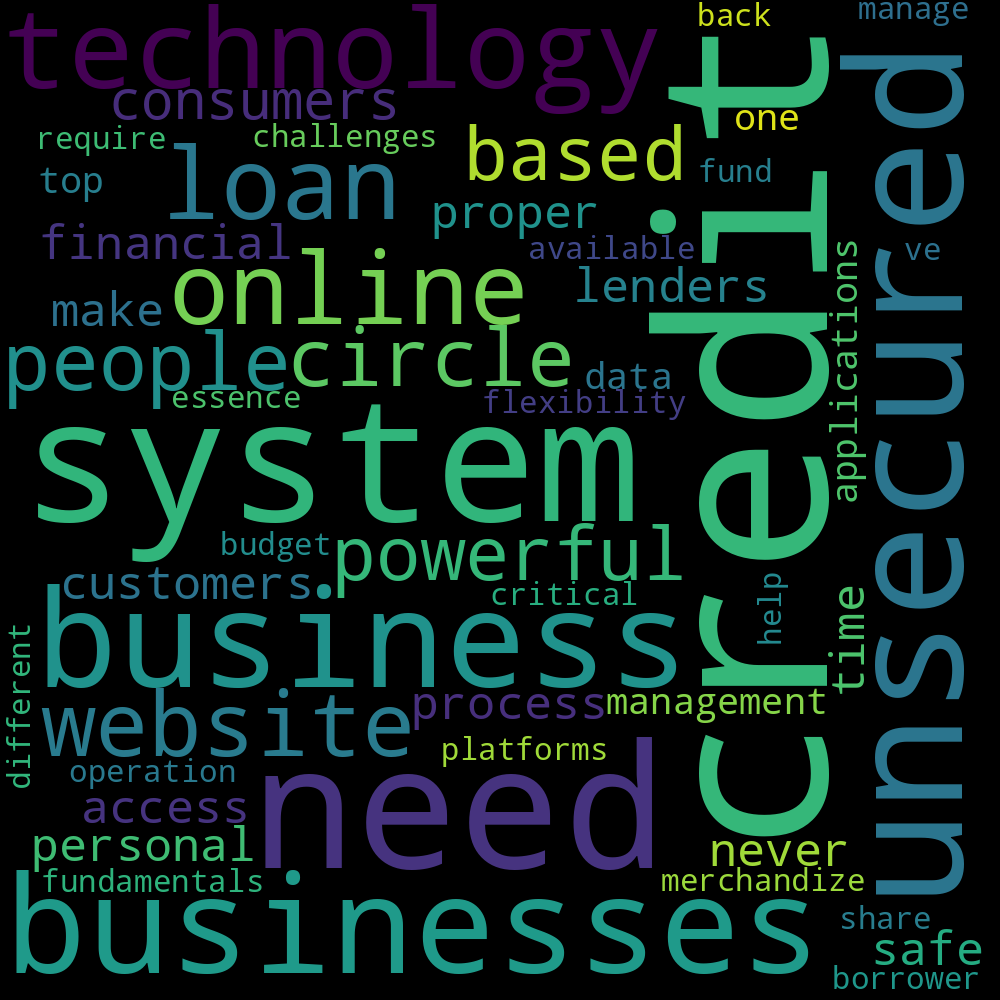 back
manage
technology
consumers
one
require
challenges
based
loan
fund
top
proper
credit
unsecured
financial
available
ve
online
lenders
make
applications
people
circle
data
essence
flexibility
system
budget
powerful
customers
critical
help
time
business
different
website
process
management
platforms
operation
need
access
personal
never
fundamentals
merchandize
businesses
share
safe
borrower